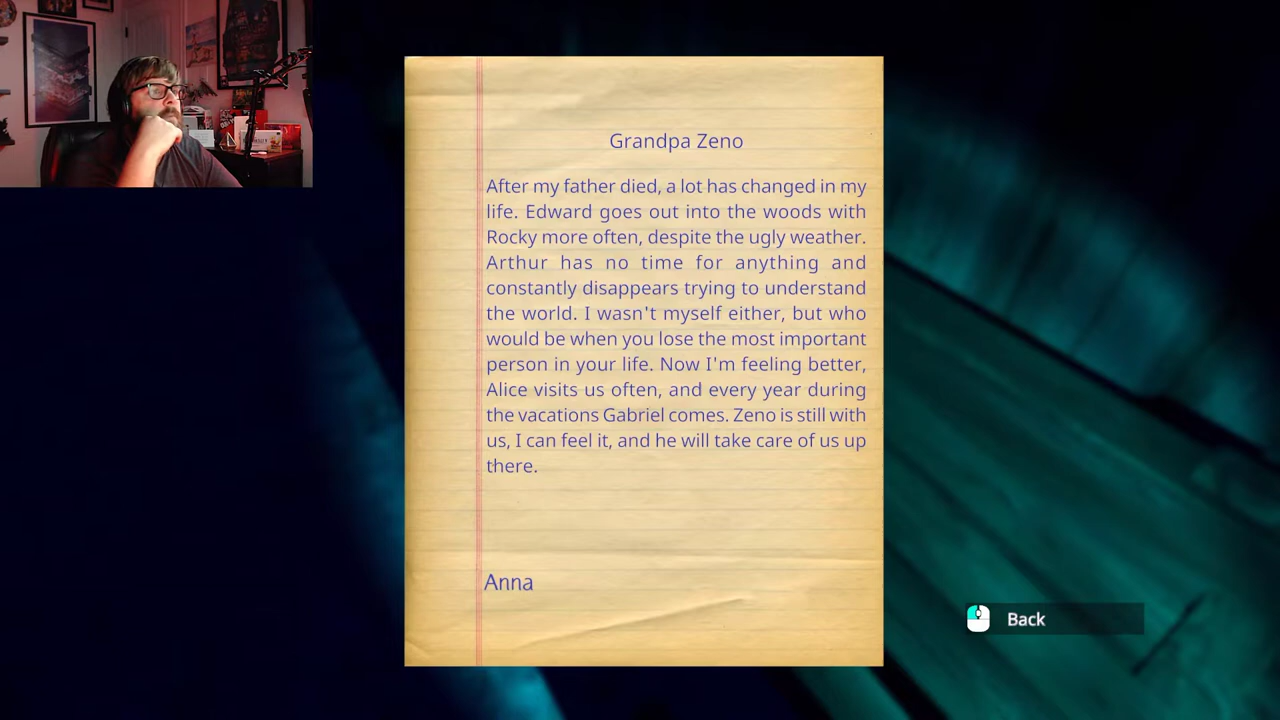 Grandpa Zeno
After my father died, a lot has changed in my
life. Edward goes out into the woods with
Rocky more often, despite the ugly weather.
Arthur has no time for anything and
constantly disappears trying to understand
the world. I wasn't myself either, but who
would be when you lose the most important
person in your life. Now I'm feeling better,
Alice visits us often, and every year during
the vacations Gabriel comes. Zeno is still with
us, I can feel it, and he will take care of us up
there.
Anna
Back